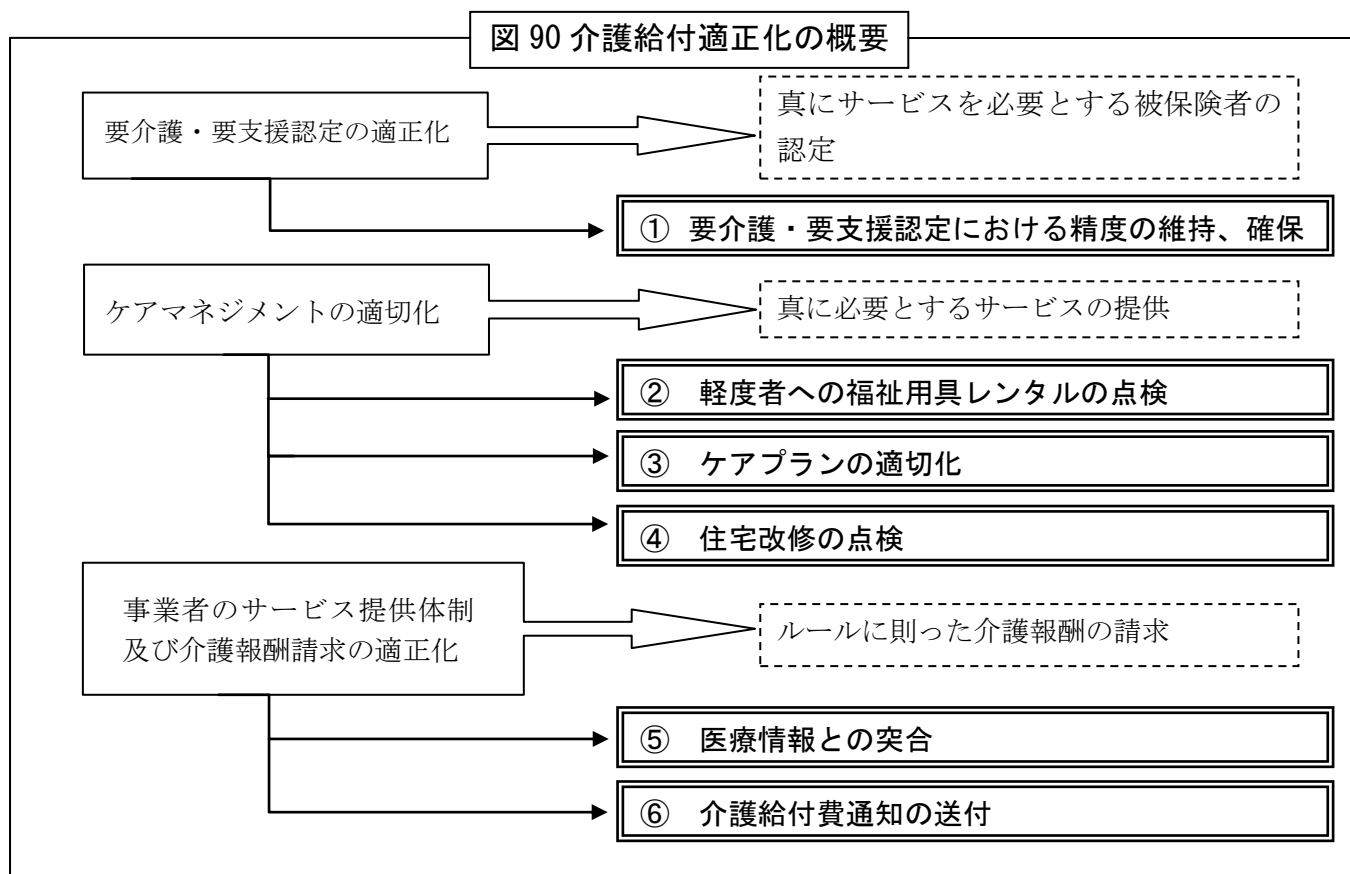 図 90 介護給付適正化の概要
要介護・要支援認定の適正化
真にサービスを必要とする被保険者の
認定
① 要介護・要支援認定における精度の維持、確保
ケアマネジメントの適切化
真に必要とするサービスの提供
② 軽度者への福祉用具レンタルの点検
③ ケアプランの適切化
④ 住宅改修の点検
事業者のサービス提供体制
及び介護報酬請求の適正化
ルールに則った介護報酬の請求
⑤ 医療情報との突合
⑥ 介護給付費通知の送付